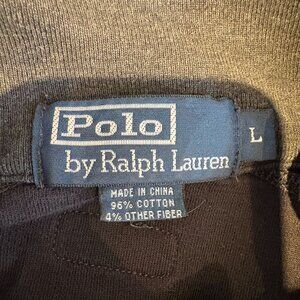 Polo
by Ralph Lauren
L
MADE IN CHINA
96% COTTON
4% OTHER FIBER